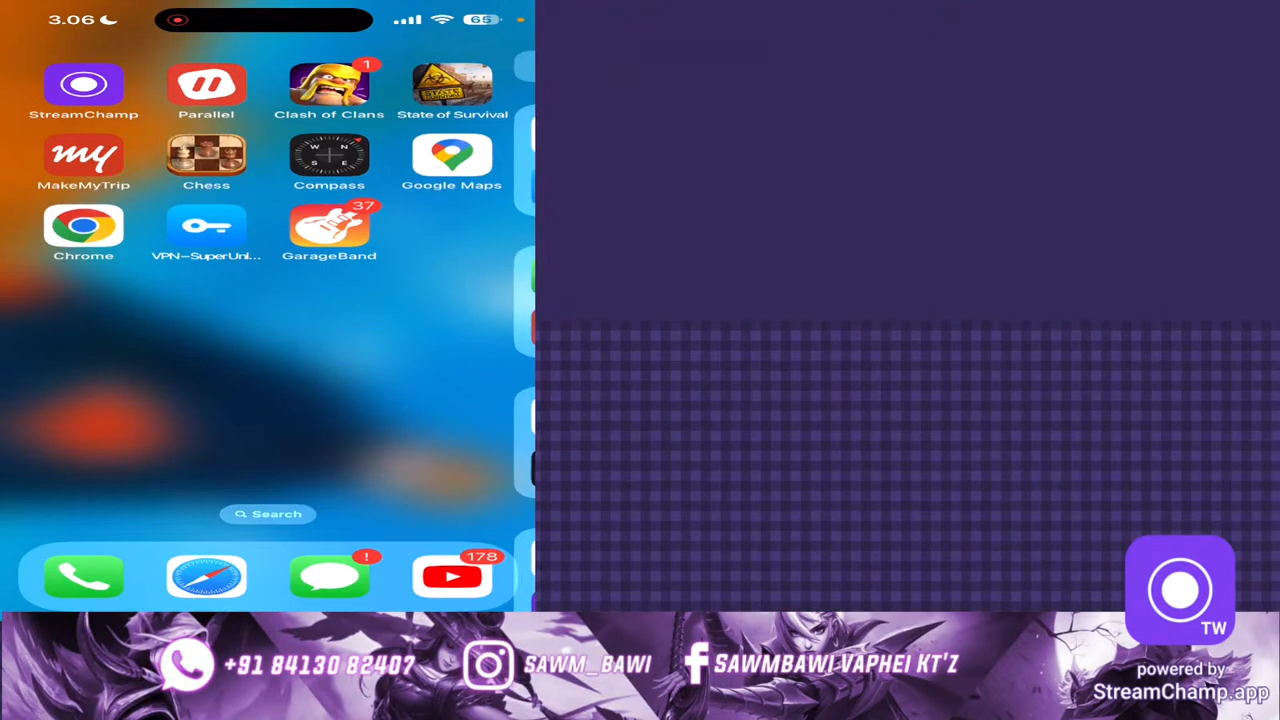 3.06
65
1
StreamChamp
Parallel
Clash of Clans
State of Survival
my
N
W
E
S
MakeMyTrip
Chess
Compass
Google Maps
37
Chrome
VPN-SuperUnl...
GarageBand
Search
!
178
+91 84130 82407
SAWM_BAWI
SAWMBAWI VAPHEI KT'Z
TW
powered by
StreamChamp.app